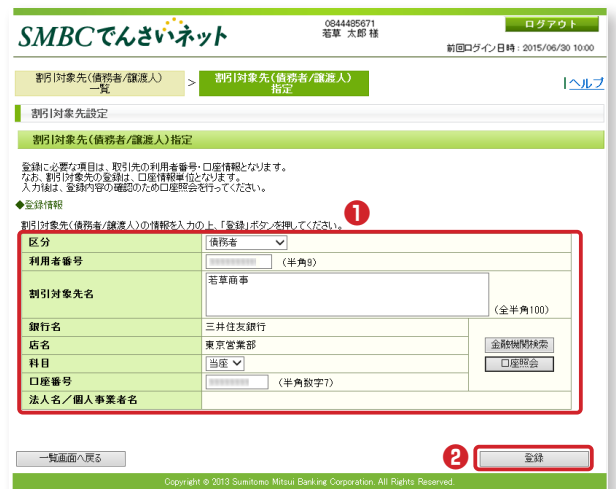 SMBCでんさいネット
0844485671
若草 太郎 様
ログアウト
前回ログイン日時：2015/06/30 10:00
割引対象先(債務者/譲渡人)
一覧
>
割引対象先(債務者/譲渡人)
指定
ヘルプ
割引対象先設定
割引対象先(債務者/譲渡人)指定
登録に必要な項目は、取引先の利用者番号・口座情報となります。
なお、割引対象先の登録は、口座情報単位となります。
入力後は、登録内容の確認のため口座照会を行ってください。
◆登録情報
割引対象先(債務者/譲渡人)の情報を入力の上、「登録」ボタンを押してください。
1
区分 債務者
利用者番号 (半角9)
割引対象先名 若草商事 (全半角100)
銀行名 三井住友銀行
店名 東京営業部 金融機関検索
科目 当座 口座照会
口座番号 (半角数字7)
法人名／個人事業者名
一覧画面へ戻る 2 登録
Copyright © 2013 Sumitomo Mitsui Banking Corporation. All Rights Reserved.